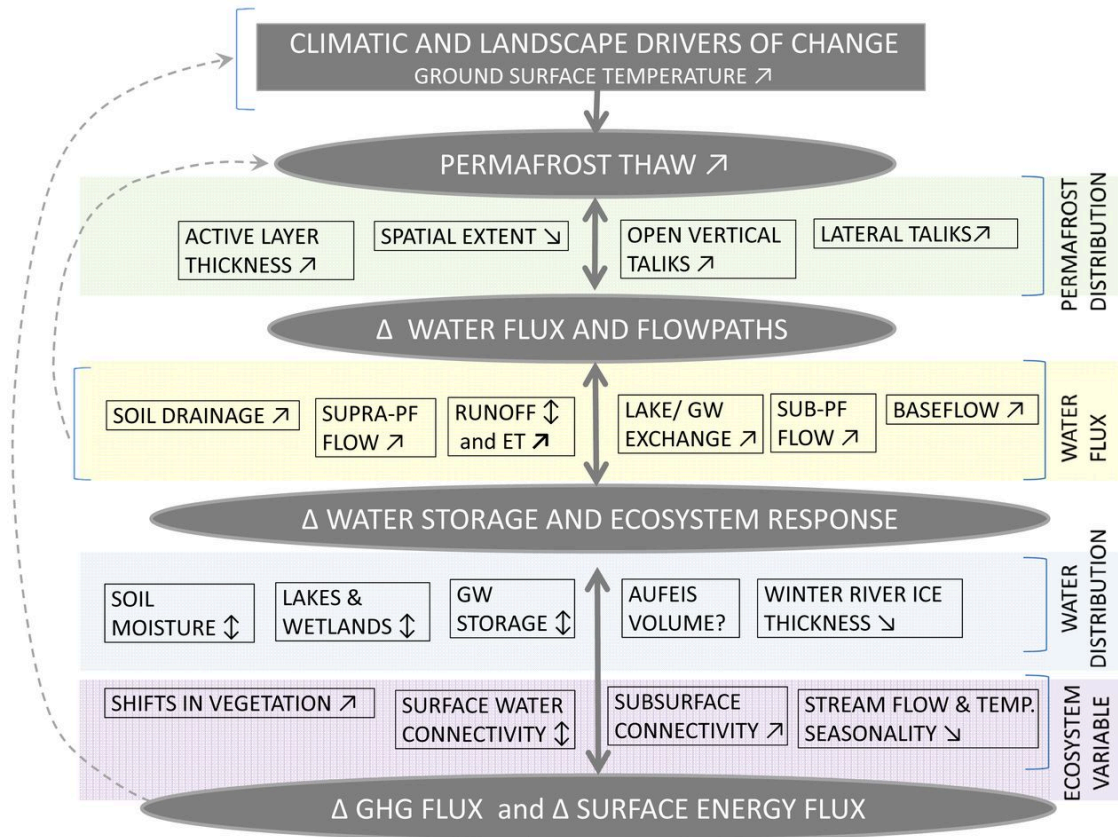 CLIMATIC AND LANDSCAPE DRIVERS OF CHANGE
GROUND SURFACE TEMPERATURE ↗
PERMAFROST THAW ↗
ACTIVE LAYER
THICKNESS ↗
SPATIAL EXTENT ↘
OPEN VERTICAL
TALIKS ↗
LATERAL TALIKS↗
PERMAFROST
DISTRIBUTION
Δ WATER FLUX AND FLOWPATHS
SOIL DRAINAGE ↗
SUPRA-PF
FLOW ↗
RUNOFF ↕
and ET ↗
LAKE/ GW
EXCHANGE ↗
SUB-PF
FLOW ↗
BASEFLOW ↗
WATER
FLUX
Δ WATER STORAGE AND ECOSYSTEM RESPONSE
SOIL
MOISTURE ↕
LAKES &
WETLANDS ↕
GW
STORAGE ↕
AUFEIS
VOLUME?
WINTER RIVER ICE
THICKNESS ↘
WATER
DISTRIBUTION
SHIFTS IN VEGETATION ↗
SURFACE WATER
CONNECTIVITY ↕
SUBSURFACE
CONNECTIVITY ↗
STREAM FLOW & TEMP.
SEASONALITY ↘
ECOSYSTEM
VARIABLE
Δ GHG FLUX and Δ SURFACE ENERGY FLUX